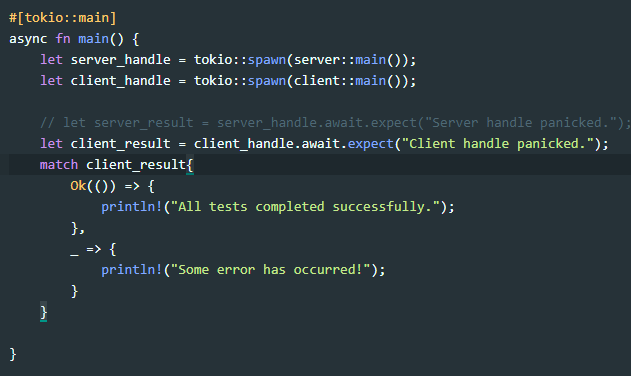 #[tokio::main]
async fn main() {
    let server_handle = tokio::spawn(server::main());
    let client_handle = tokio::spawn(client::main());

    // let server_result = server_handle.await.expect("Server handle panicked.");
    let client_result = client_handle.await.expect("Client handle panicked.");
    match client_result{
        Ok(()) => {
            println!("All tests completed successfully.");
        },
        _ => {
            println!("Some error has occurred!");
        }
    }

}